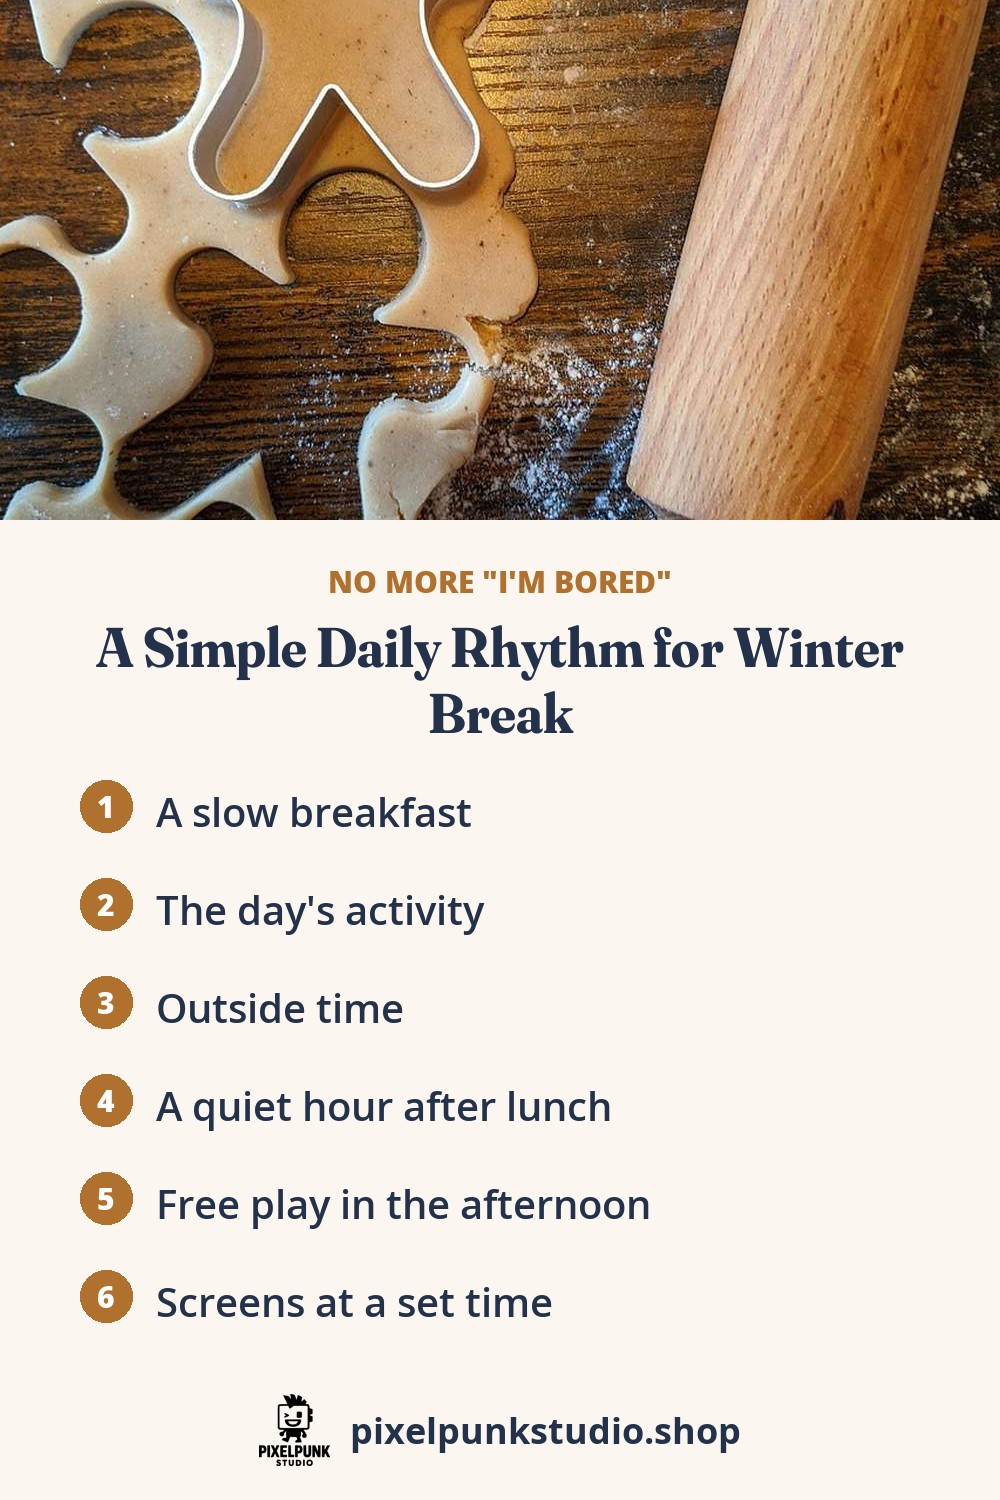 NO MORE "I'M BORED"
A Simple Daily Rhythm for Winter
Break
1 A slow breakfast
2 The day's activity
3 Outside time
4 A quiet hour after lunch
5 Free play in the afternoon
6 Screens at a set time
PIXELPUNK
STUDIO
pixelpunkstudio.shop